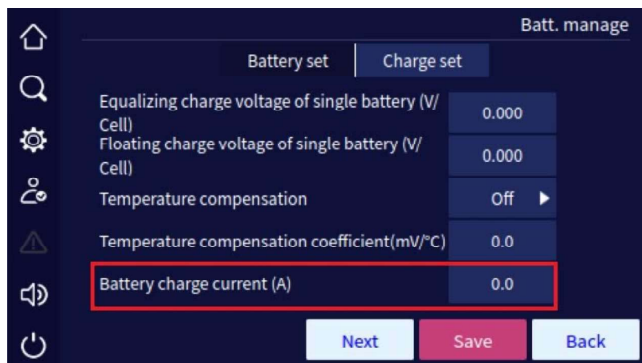 Batt. manage
Battery set Charge set
Equalizing charge voltage of single battery (V/
Cell) 0.000
Floating charge voltage of single battery (V/
Cell) 0.000
Temperature compensation Off
Temperature compensation coefficient(mV/°C) 0.0
Battery charge current (A) 0.0
Next Save Back